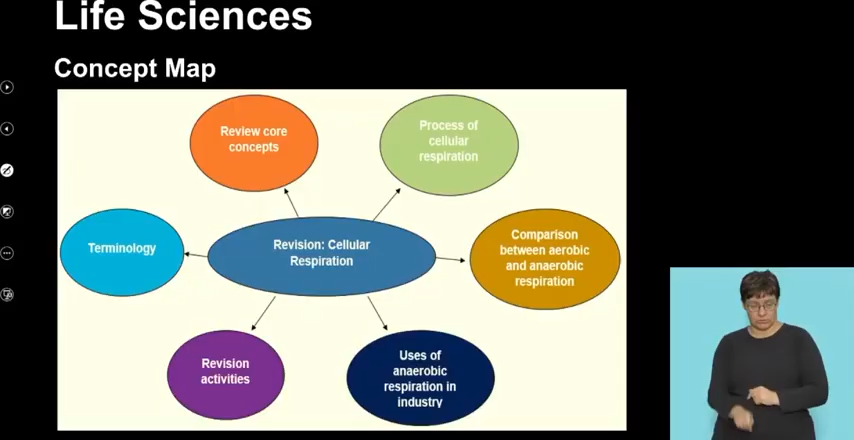 Life Sciences
Concept Map
Review core
concepts
Process of
cellular
respiration
Terminology
Revision: Cellular
Respiration
Comparison
between aerobic
and anaerobic
respiration
Revision
activities
Uses of
anaerobic
respiration in
industry